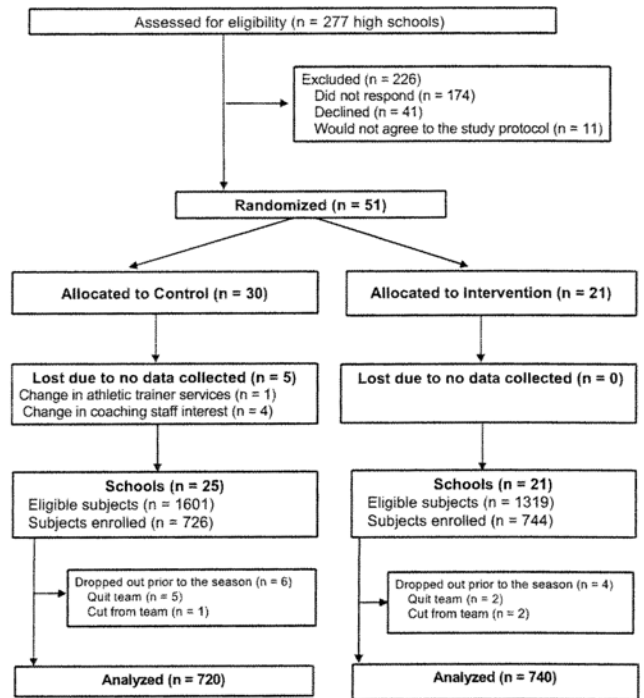 Assessed for eligibility (n = 277 high schools)
Excluded (n = 226)
Did not respond (n = 174)
Declined (n = 41)
Would not agree to the study protocol (n = 11)
Randomized (n = 51)
Allocated to Control (n = 30)
Allocated to Intervention (n = 21)
Lost due to no data collected (n = 5)
Change in athletic trainer services (n = 1)
Change in coaching staff interest (n = 4)
Lost due to no data collected (n = 0)
Schools (n = 25)
Eligible subjects (n = 1601)
Subjects enrolled (n = 726)
Schools (n = 21)
Eligible subjects (n = 1319)
Subjects enrolled (n = 744)
Dropped out prior to the season (n = 6)
Quit team (n = 5)
Cut from team (n = 1)
Dropped out prior to the season (n = 4)
Quit team (n = 2)
Cut from team (n = 2)
Analyzed (n = 720)
Analyzed (n = 740)